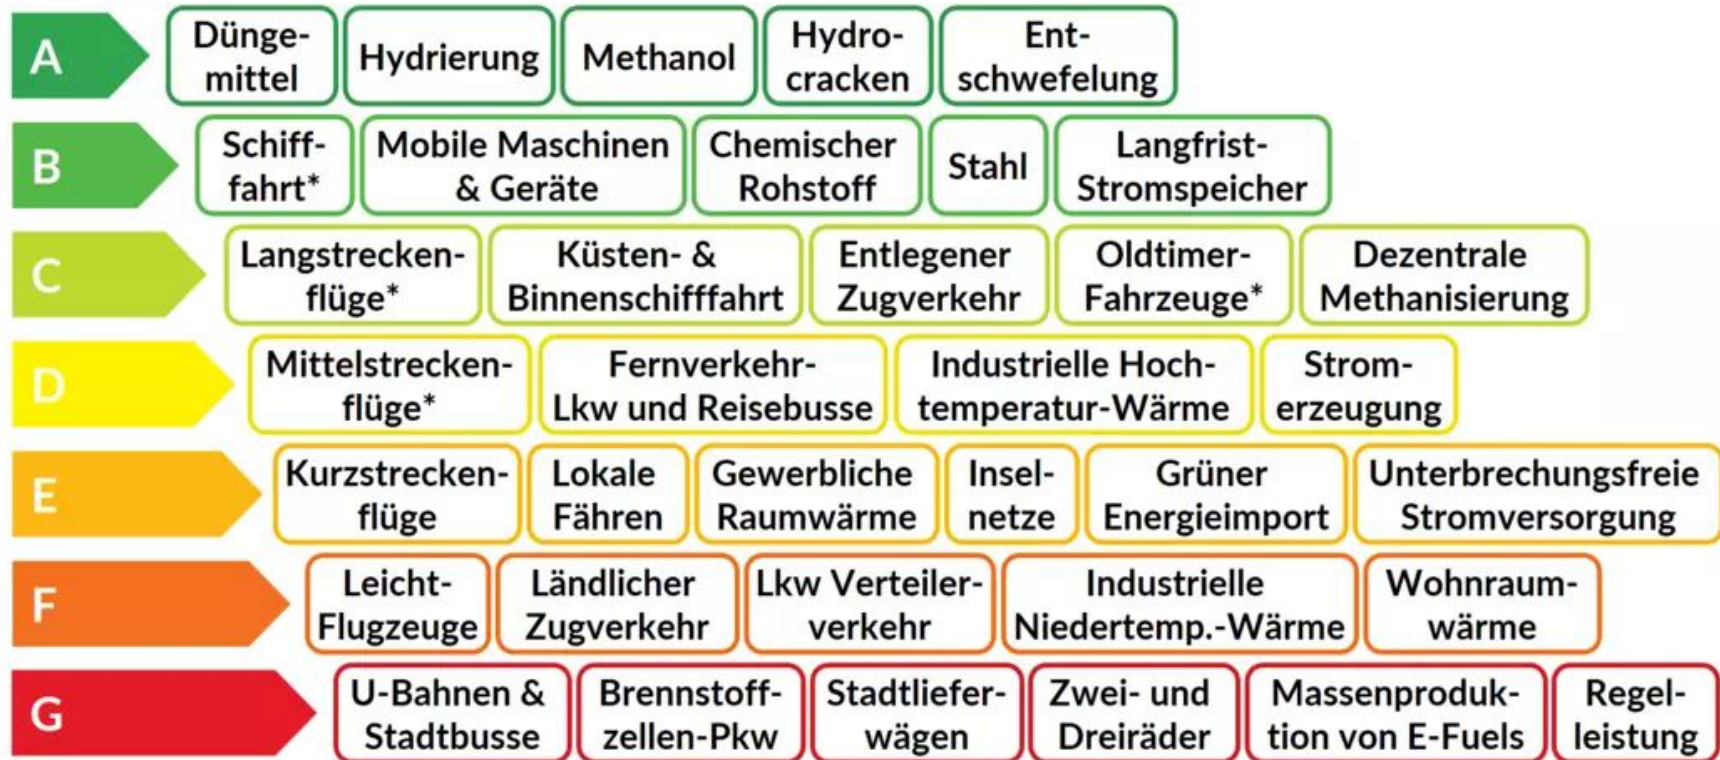 A
Dünge-
mittel
Hydrierung
Methanol
Hydro-
cracken
Ent-
schwefelung
B
Schiff-
fahrt*
Mobile Maschinen
& Geräte
Chemischer
Rohstoff
Stahl
Langfrist-
Stromspeicher
C
Langstrecken-
flüge*
Küsten- &
Binnenschifffahrt
Entlegener
Zugverkehr
Oldtimer-
Fahrzeuge*
Dezentrale
Methanisierung
D
Mittelstrecken-
flüge*
Fernverkehr-
Lkw und Reisebusse
Industrielle Hoch-
temperatur-Wärme
Strom-
erzeugung
E
Kurzstrecken-
flüge
Lokale
Fähren
Gewerbliche
Raumwärme
Insel-
netze
Grüner
Energieimport
Unterbrechungsfreie
Stromversorgung
F
Leicht-
Flugzeuge
Ländlicher
Zugverkehr
Lkw Verteiler-
verkehr
Industrielle
Niedertemp.-Wärme
Wohnraum-
wärme
G
U-Bahnen &
Stadtbusse
Brennstoff-
zellen-Pkw
Stadtliefer-
wägen
Zwei- und
Dreiräder
Massenproduk-
tion von E-Fuels
Regel-
leistung